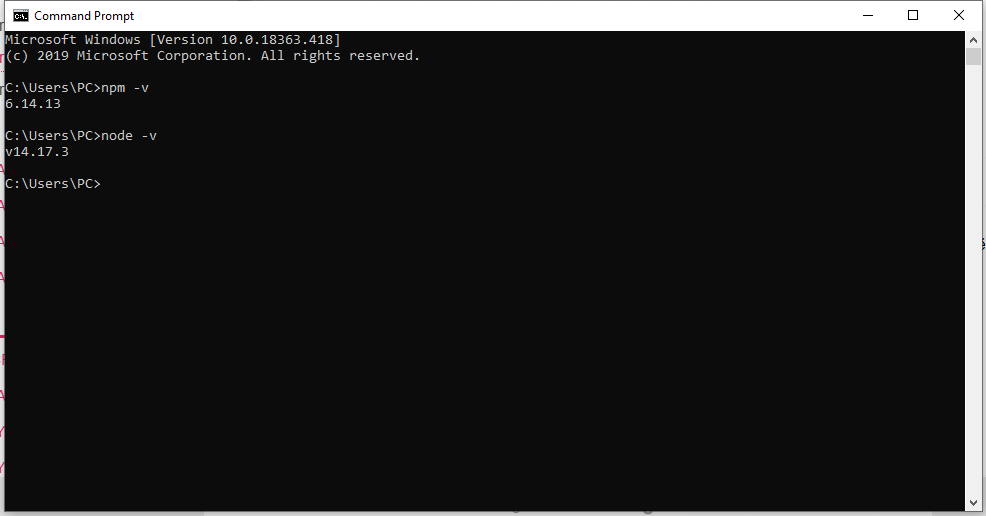 Command Prompt
Microsoft Windows [Version 10.0.18363.418]
(c) 2019 Microsoft Corporation. All rights reserved.
C:\Users\PC>npm -v
6.14.13
C:\Users\PC>node -v
v14.17.3
C:\Users\PC>